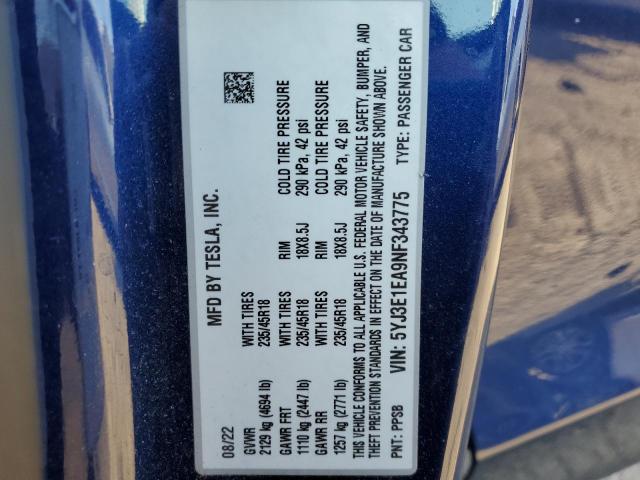 MFD BY TESLA, INC.
08/22
GVWR WITH TIRES
2129 kg (4694 lb) 235/45R18
GAWR FRT WITH TIRES RIM COLD TIRE PRESSURE
1110 kg (2447 lb) 235/45R18 18X8.5J 290 kPa, 42 psi
GAWR RR WITH TIRES RIM COLD TIRE PRESSURE
1257 kg (2771 lb) 235/45R18 18X8.5J 290 kPa, 42 psi
THIS VEHICLE CONFORMS TO ALL APPLICABLE U.S. FEDERAL MOTOR VEHICLE SAFETY, BUMPER, AND
THEFT PREVENTION STANDARDS IN EFFECT ON THE DATE OF MANUFACTURE SHOWN ABOVE.
PNT: PPSB VIN: 5YJ3E1EA9NF343775 TYPE: PASSENGER CAR